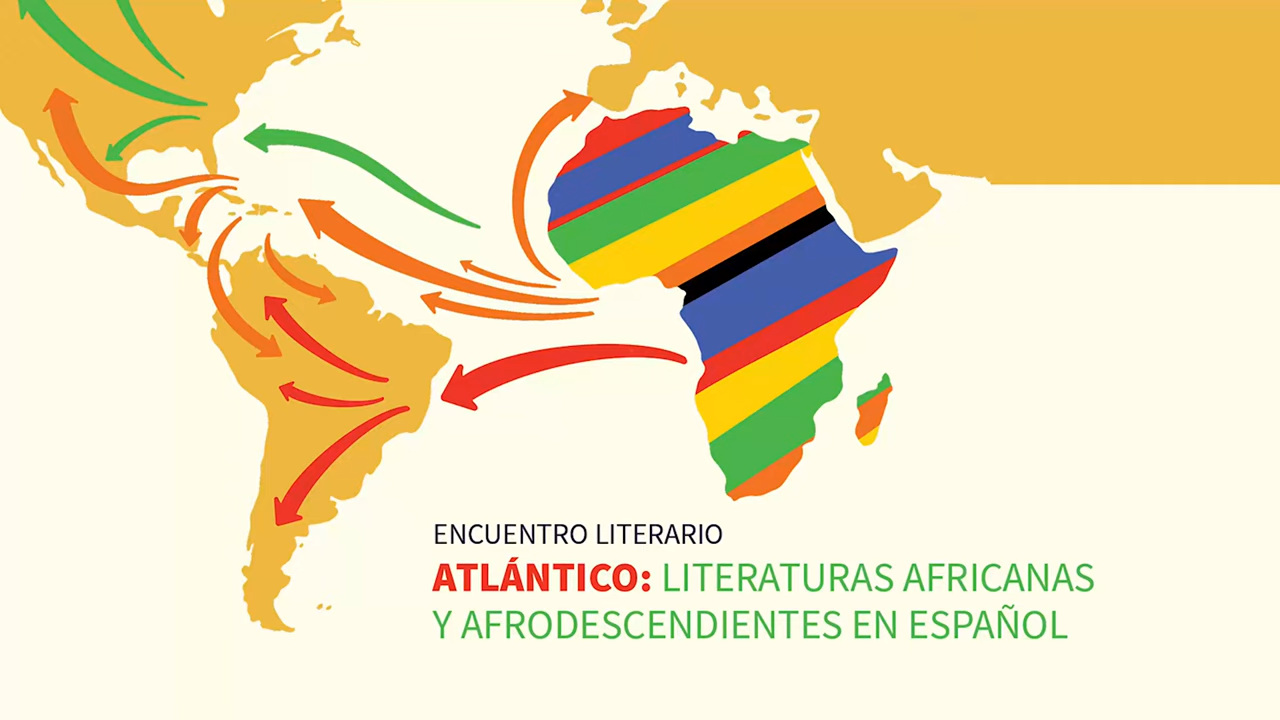 ENCUENTRO LITERARIO
ATLÁNTICO: LITERATURAS AFRICANAS
Y AFRODESCENDIENTES EN ESPAÑOL